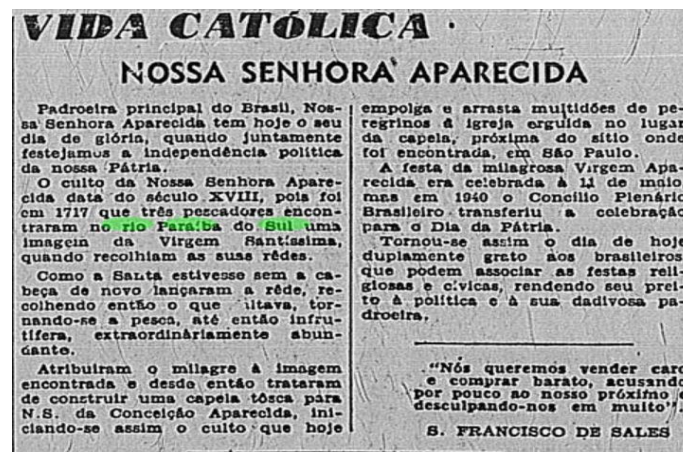 VIDA CATÓLICA
NOSSA SENHORA APARECIDA
Padroeira principal do Brasil, Nos-
sa Senhora Aparecida tem hoje o seu
dia de glória, quando juntamente
festejamos a independência política
da nossa Pátria.
O culto da Nossa Senhora Apare-
cida data do século XVIII, pois foi
em 1717 que três pescadores encon-
traram no rio Paraíba do Sul uma
imagem da Virgem Santíssima,
quando recolhiam as suas rêdes.
Como a Santa estivesse sem a ca-
beça de novo lançaram a rêde, re-
colhendo então o que ltava, tor-
nando-se a pesca, até então infru-
tífera, extraordinàriamente abun-
dante.
Atribuiram o milagre à imagem
encontrada e desde então trataram
de construir uma capela tôsca para
N.S. da Conceição Aparecida, ini-
ciando-se assim o culto que hoje
empolga e arrasta multidões de pe-
regrinos à igreja erguida no lugar
da capela, próxima do sítio onde
foi encontrada, em São Paulo.
A festa da milagrosa Virgem Apa-
recida era celebrada à 11 de maio,
mas em 1940 o Concilio Plenário
Brasileiro transferiu a celebração
para o Dia da Pátria.
Tornou-se assim o dia de hoje
duplamente grato aos brasileiros
que podem associar as festas reli-
giosas e cívicas, rendendo seu prei-
to à política e à sua dadivosa pa-
droeira.
"Nós queremos vender caro
e comprar barato, acusando
por pouco ao nosso próximo e
desculpando-nos em muito".
S. FRANCISCO DE SALES